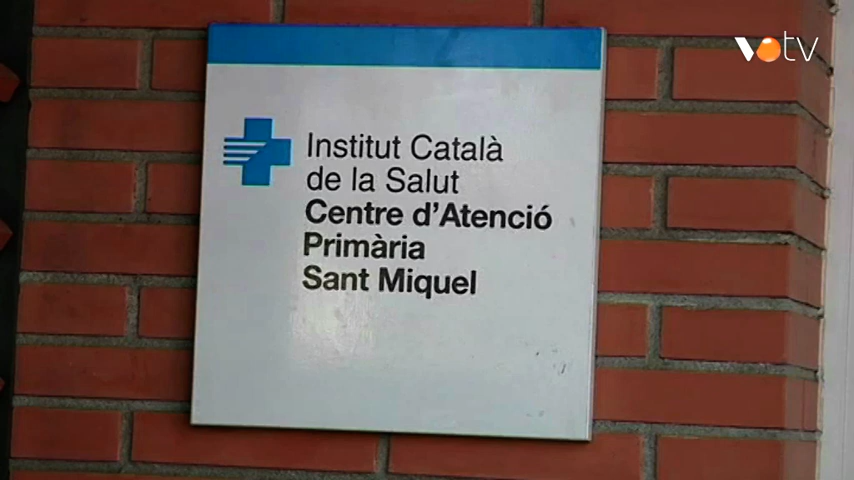 votv
Institut Català
de la Salut
Centre d'Atenció
Primària
Sant Miquel